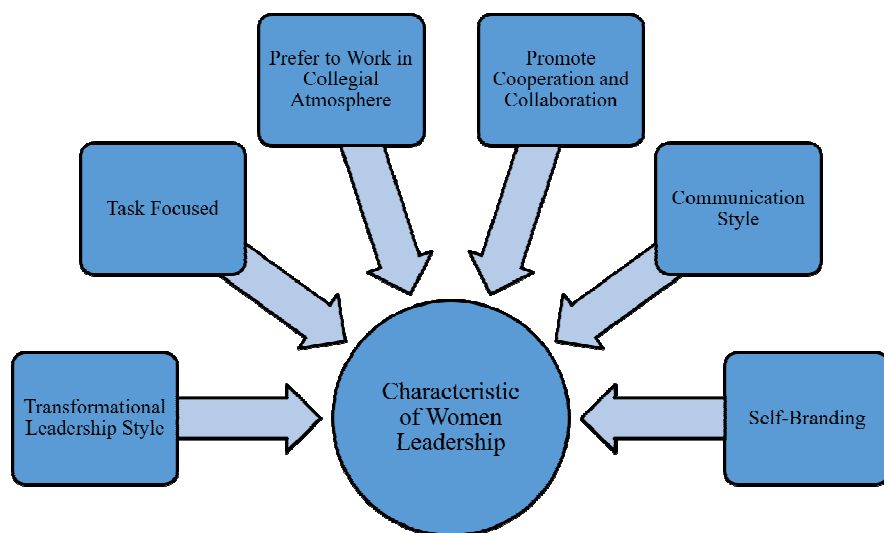 Prefer to Work in
Collegial
Atmosphere
Promote
Cooperation and
Collaboration
Task Focused
Communication
Style
Transformational
Leadership Style
Characteristic
of Women
Leadership
Self-Branding